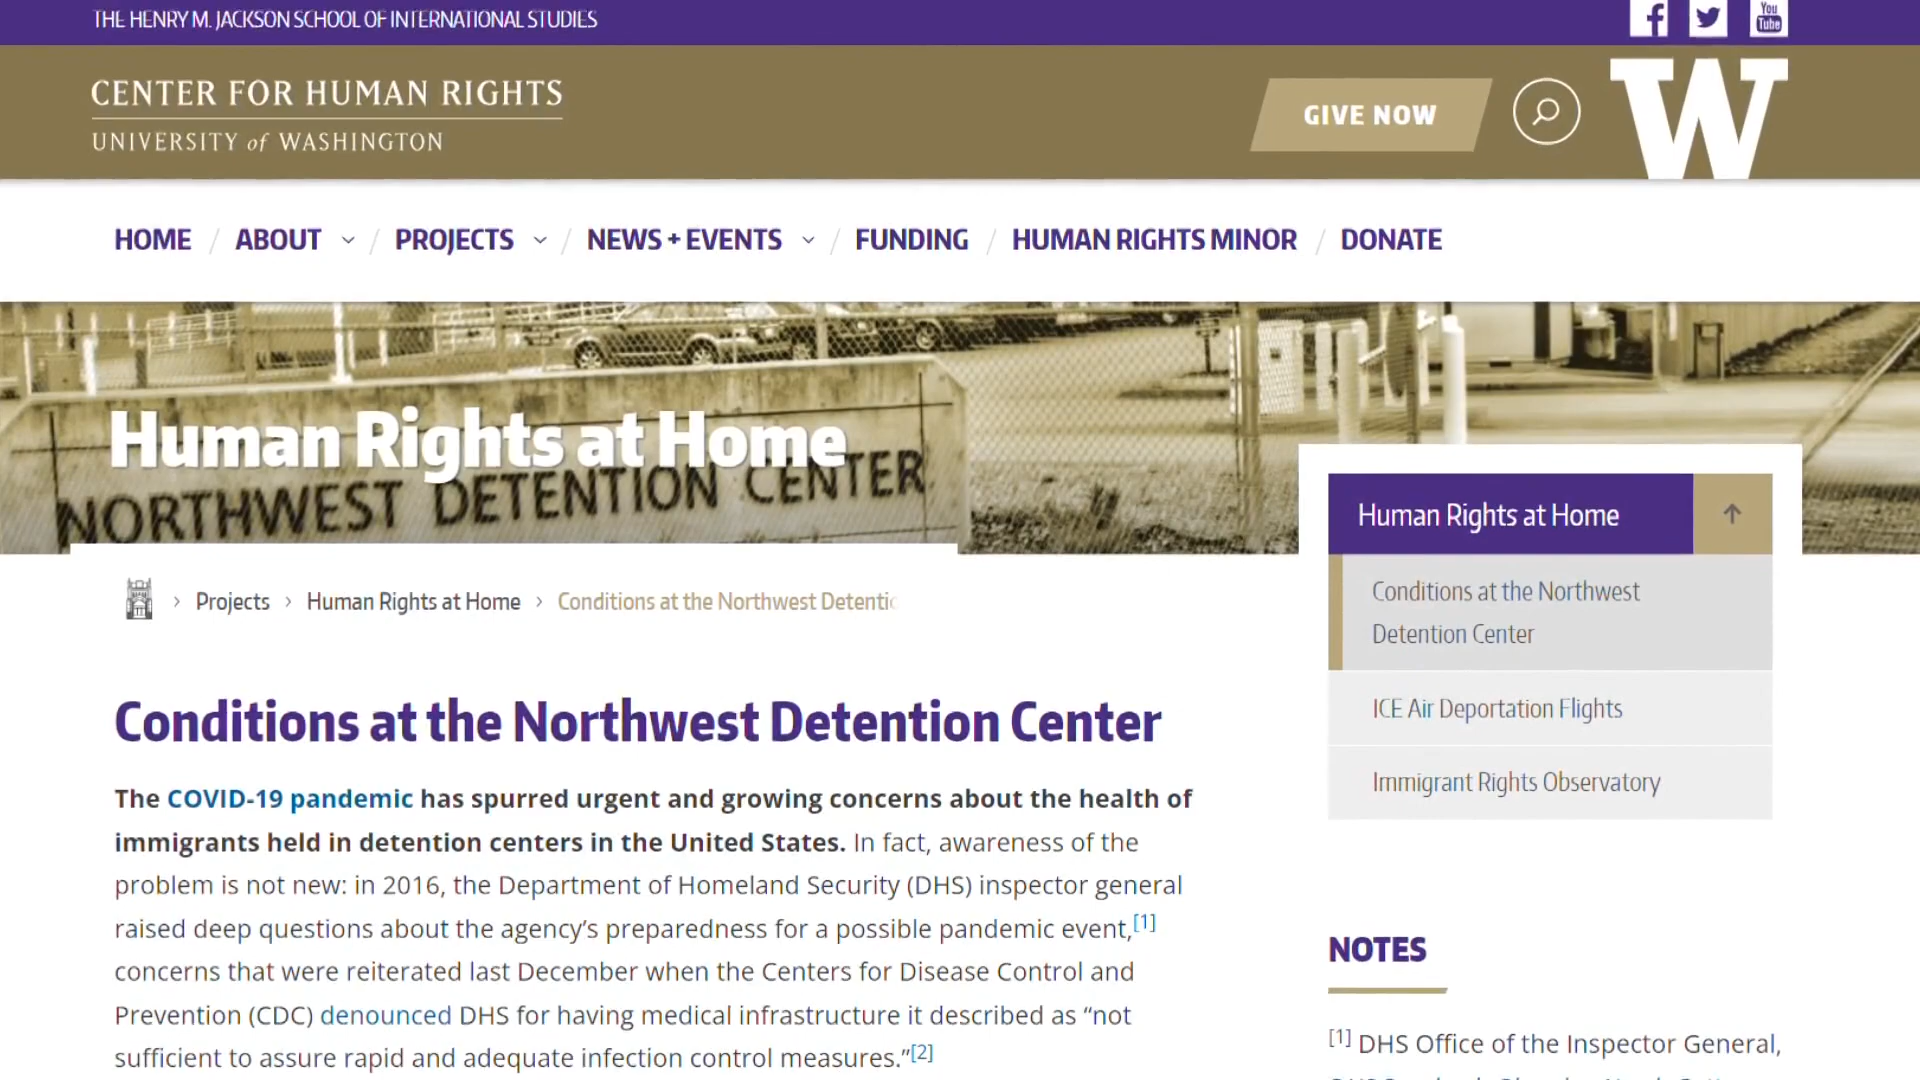 THE HENRY M. JACKSON SCHOOL OF INTERNATIONAL STUDIES
You
Tube
CENTER FOR HUMAN RIGHTS
UNIVERSITY of WASHINGTON
GIVE NOW
W
HOME / ABOUT / PROJECTS / NEWS + EVENTS / FUNDING / HUMAN RIGHTS MINOR / DONATE
Human Rights at Home
NORTHWEST DETENTION CENTER
Projects › Human Rights at Home › Conditions at the Northwest
Conditions at the Northwest Detention Center
The COVID-19 pandemic has spurred urgent and growing concerns about the health of
immigrants held in detention centers in the United States. In fact, awareness of the
problem is not new: in 2016, the Department of Homeland Security (DHS) inspector general
raised deep questions about the agency’s preparedness for a possible pandemic event,[1]
concerns that were reiterated last December when the Centers for Disease Control and
Prevention (CDC) denounced DHS for having medical infrastructure it described as “not
sufficient to assure rapid and adequate infection control measures.”[2]
Human Rights at Home
Conditions at the Northwest
Detention Center
ICE Air Deportation Flights
Immigrant Rights Observatory
NOTES
[1] DHS Office of the Inspector General,